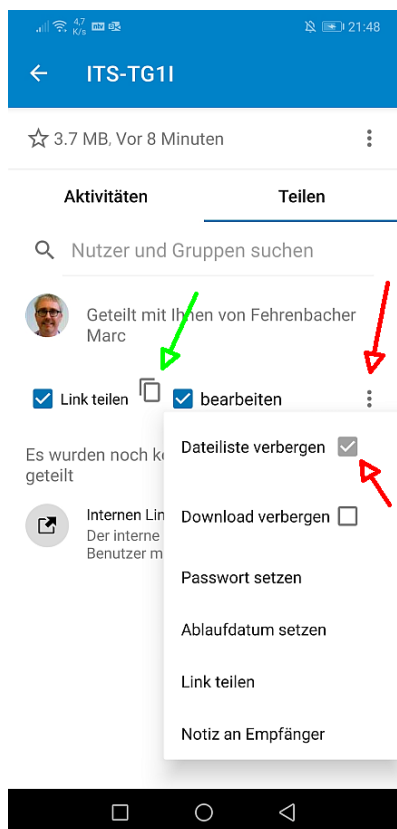 4,7
K/s
ntv
21:48
ITS-TG1I
3.7 MB, Vor 8 Minuten
Aktivitäten
Teilen
Nutzer und Gruppen suchen
Geteilt mit Ihnen von Fehrenbacher
Marc
Link teilen
bearbeiten
Es wurden noch ke
geteilt
Internen Lin
Der interne
Benutzer m
Dateiliste verbergen
Download verbergen
Passwort setzen
Ablaufdatum setzen
Link teilen
Notiz an Empfänger